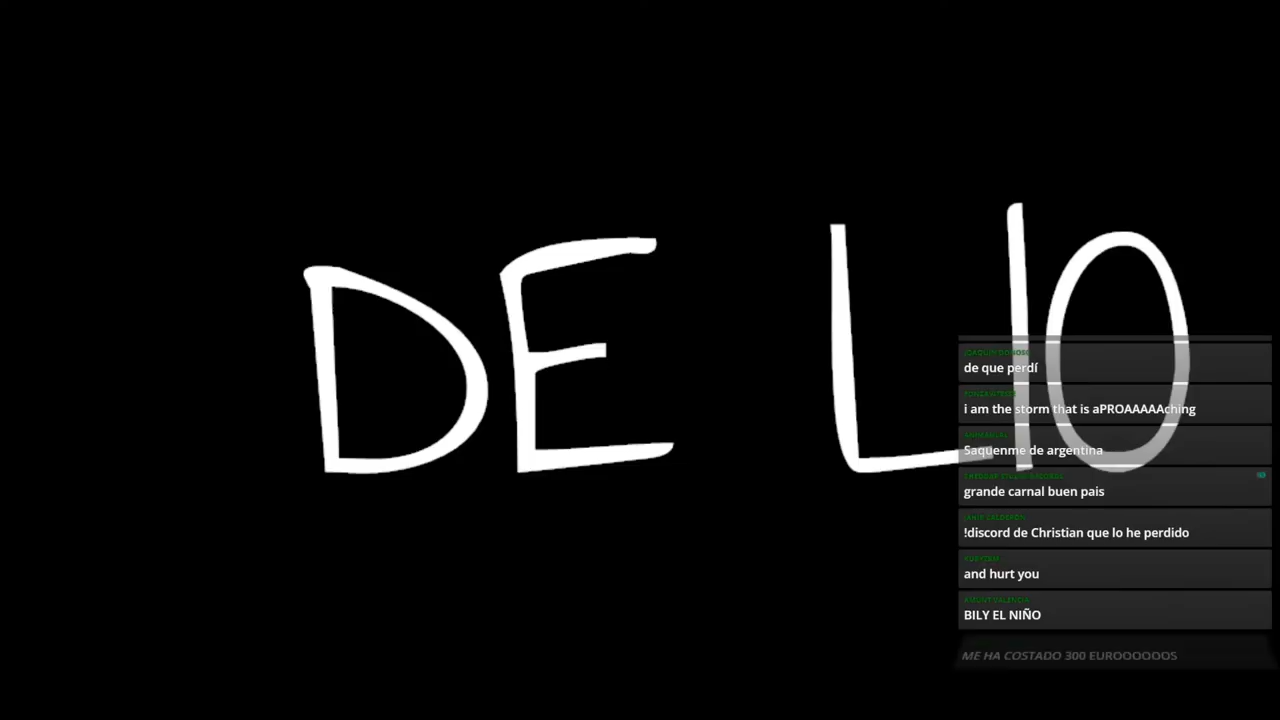 DE LIO
de que perdí
i am the storm that is aPROAAAAAching
Saquenme de argentina
grande carnal buen pais
!discord de Christian que lo he perdido
and hurt you
BILY EL NIÑO
ME HA COSTADO 300 EUROOOOOOS